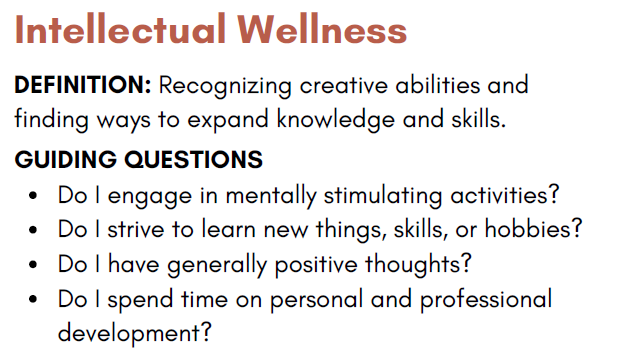 Intellectual Wellness
DEFINITION: Recognizing creative abilities and
finding ways to expand knowledge and skills.
GUIDING QUESTIONS
• Do I engage in mentally stimulating activities?
• Do I strive to learn new things, skills, or hobbies?
• Do I have generally positive thoughts?
• Do I spend time on personal and professional
development?